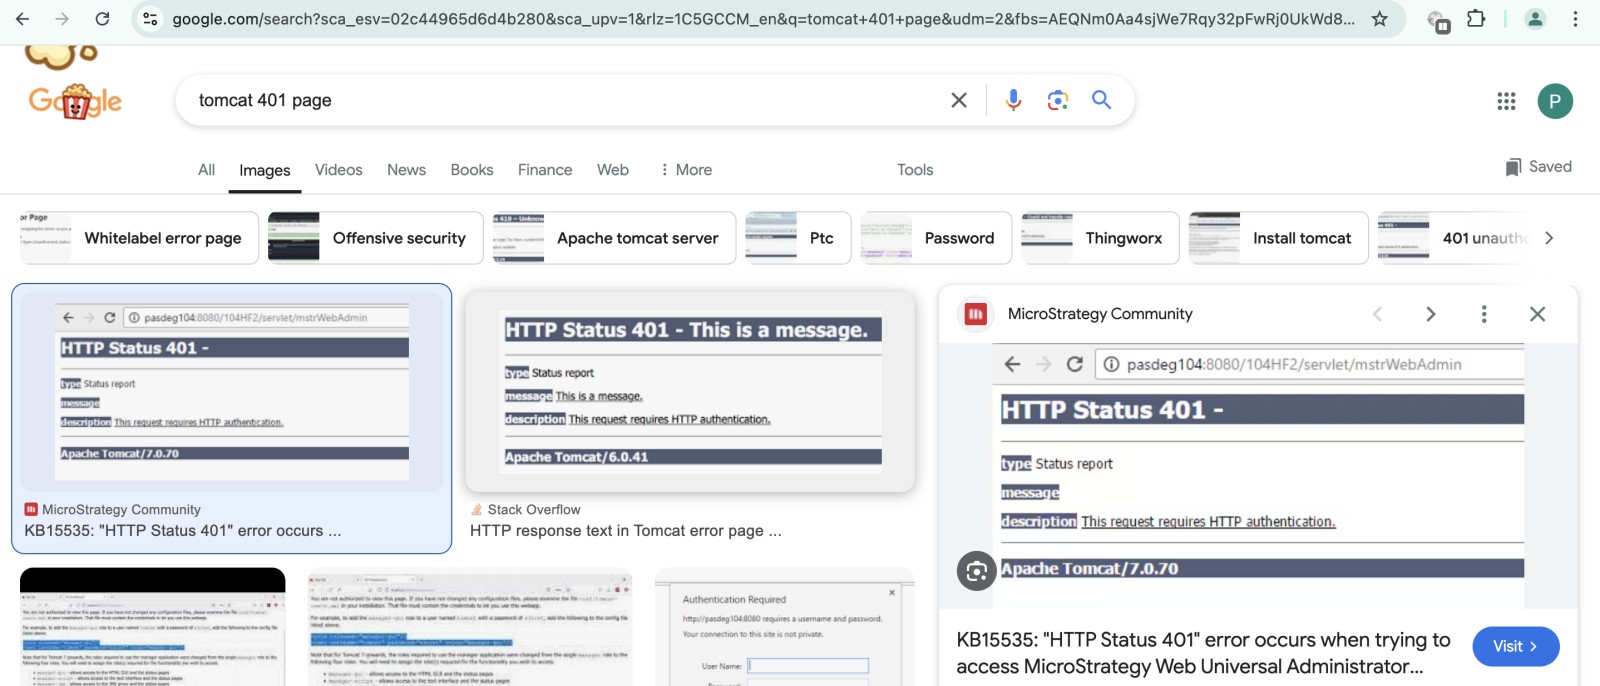 google.com/search?sca_esv=02c44965d6d4b280&sca_upv=1&rlz=1C5GCCM_en&q=tomcat+401+page&udm=2&fbs=AEQNm0Aa4sjWe7Rqy32pFwRj0UkWd8...
Google
tomcat 401 page
P
All Images Videos News Books Finance Web More Tools
Saved
or Page
Whitelabel error page
Offensive security
Apache tomcat server
Ptc
Password
Thingworx
Install tomcat
401 unautho
pasdeg104:8080/104HF2/servlet/mstrWebAdmin
HTTP Status 401 -
type Status report
message
description This request requires HTTP authentication.
Apache Tomcat/7.0.70
MicroStrategy Community
KB15535: "HTTP Status 401" error occurs ...
HTTP Status 401 - This is a message.
type Status report
message This is a message.
description This request requires HTTP authentication.
Apache Tomcat/6.0.41
Stack Overflow
HTTP response text in Tomcat error page ...
MicroStrategy Community
pasdeg104:8080/104HF2/servlet/mstrWebAdmin
HTTP Status 401 -
type Status report
message
description This request requires HTTP authentication.
Apache Tomcat/7.0.70
KB15535: "HTTP Status 401" error occurs when trying to
access MicroStrategy Web Universal Administrator...
Visit
Authentication Required
http://pasdeg104:8080 requires a username and password.
Your connection to this site is not private.
User Name: